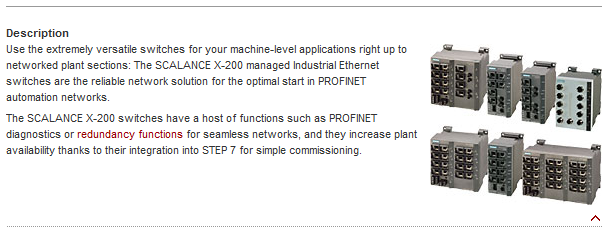 Description
Use the extremely versatile switches for your machine-level applications right up to
networked plant sections: The SCALANCE X-200 managed Industrial Ethernet
switches are the reliable network solution for the optimal start in PROFINET
automation networks.
The SCALANCE X-200 switches have a host of functions such as PROFINET
diagnostics or redundancy functions for seamless networks, and they increase plant
availability thanks to their integration into STEP 7 for simple commissioning.